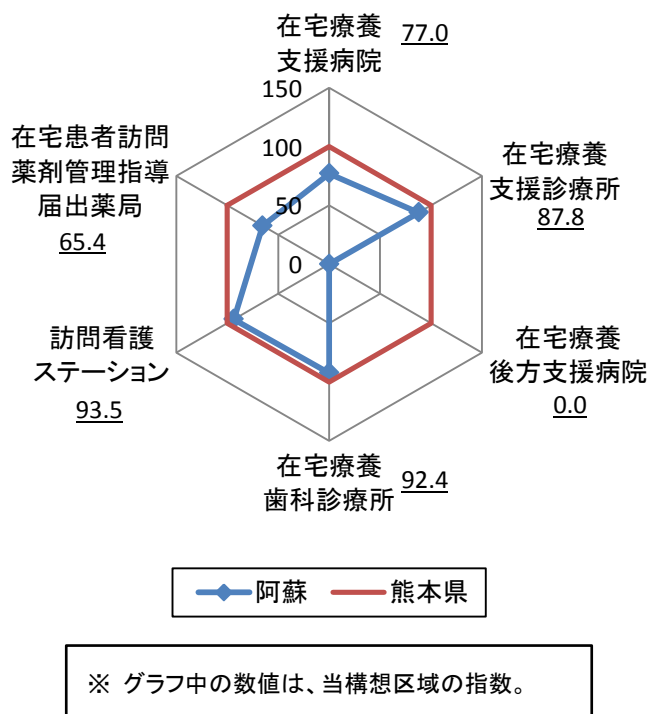 在宅療養
支援病院
77.0
150
100
50
0
在宅療養
支援診療所
87.8
在宅療養
後方支援病院
0.0
在宅療養
歯科診療所
92.4
訪問看護
ステーション
93.5
在宅患者訪問
薬剤管理指導
届出薬局
65.4
阿蘇
熊本県
※ グラフ中の数値は、当構想区域の指数。